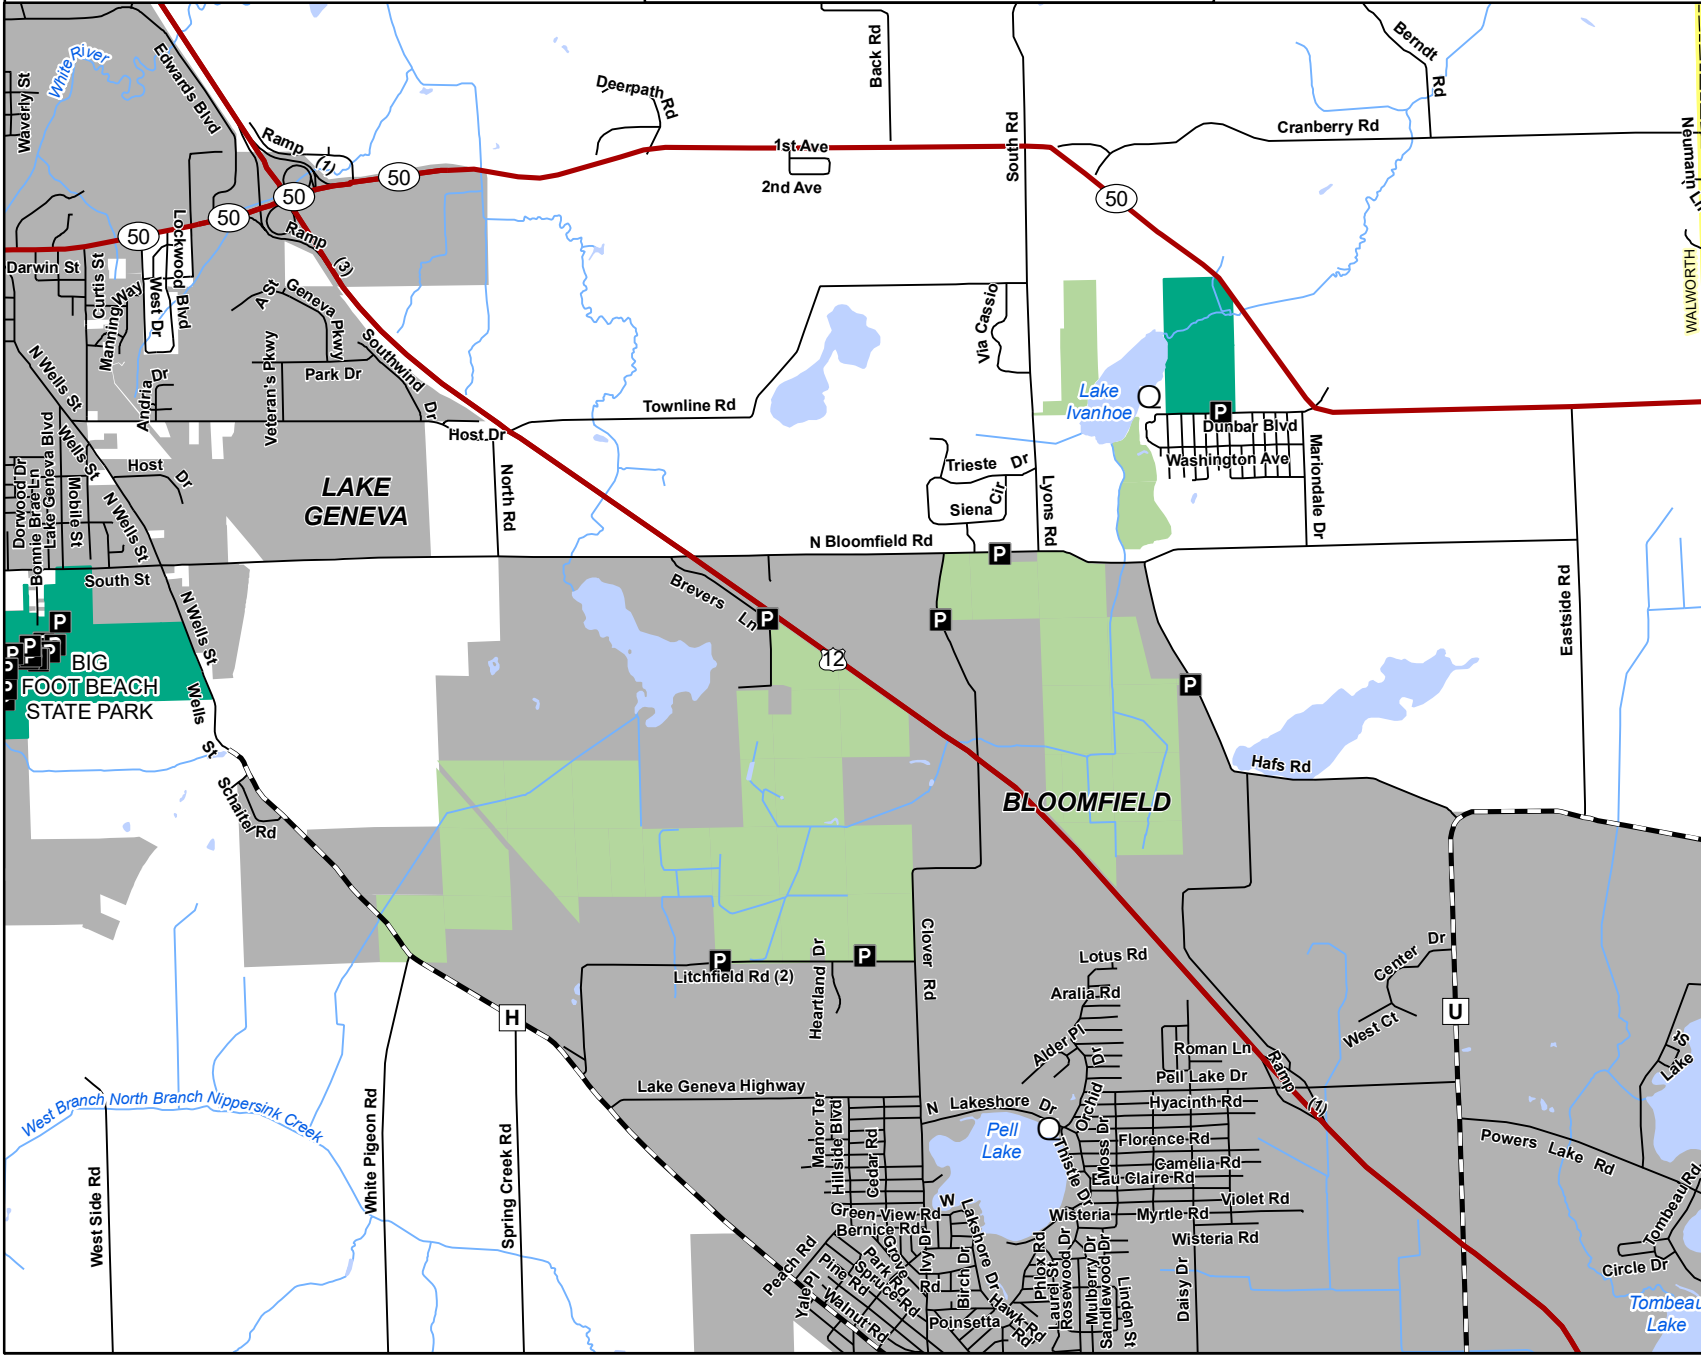 White River
Waverly St
Edwards Blvd
Ramp
(1)
Deerpath Rd
Back Rd
South Rd
Berndt Rd
Cranberry Rd
Neumann Ln
WALWORTH
1st Ave
2nd Ave
50
50
50
50
50
Lockwood Blvd
Ramp
(3)
Darwin St
Curtis St
Manning Way
West Dr
A St
Geneva Pkwy
Veteran's Pkwy
Park Dr
Southwind Dr
Andria Dr
N Wells St
Wells St
Host Dr
Host Dr
Townline Rd
Via Cassio
Lake
Ivanhoe
P
Dunbar Blvd
Washington Ave
Mariondale Dr
Trieste Dr
Siena Cir
Lyons Rd
North Rd
LAKE
GENEVA
Dorwood Dr
Bonnie Brae Ln
Lake Geneva Blvd
Mobile St
N Wells St
South St
N Bloomfield Rd
P
Brevers Ln
P
P
12
P
Eastside Rd
N Wells St
P
P
P
P
P
BIG
FOOT BEACH
STATE PARK
Wells St
Schaitel Rd
Hafs Rd
BLOOMFIELD
Clover Rd
P
P
Litchfield Rd (2)
Heartland Dr
H
U
Lotus Rd
Aralia Rd
Alder Pl
Orchid Dr
Center Dr
West Ct
Roman Ln
Ramp
(1)
Pell Lake Dr
Hyacinth Rd
Florence Rd
Camelia Rd
Eau Claire Rd
Violet Rd
Myrtle Rd
Wisteria
Wisteria Rd
Moss Dr
Thistle Dr
Lake Geneva Highway
N Lakeshore Dr
Pell
Lake
Manor Ter
Hillside Blvd
Cedar Rd
Green View Rd
Bernice Rd
W Lakshore Dr
Grove Rd
Ivy Dr
Birch Dr
Park Rd
Spruce Rd
Pine Rd
Peach Rd
Yale Pl
Walnut Rd
Poinsetta
Hawk Rd
Rd
Phlox Rd
Laurel St
Rosewood Dr
Mulberry Dr
Sandlewood Dr
Linden St
Daisy Dr
Powers Lake Rd
Tombeau Rd
Circle Dr
Tombeau
Lake
Lake St
West Branch North Branch Nippersink Creek
West Side Rd
White Pigeon Rd
Spring Creek Rd